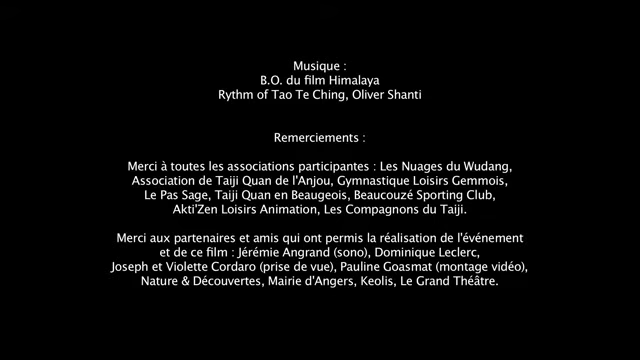 Musique :
B.O. du film Himalaya
Rythm of Tao Te Ching, Oliver Shanti
Remerciements :
Merci à toutes les associations participantes : Les Nuages du Wudang,
Association de Taiji Quan de l'Anjou, Gymnastique Loisirs Gemmois,
Le Pas Sage, Taiji Quan en Beaugeois, Beaucouzé Sporting Club,
Akti'Zen Loisirs Animation, Les Compagnons du Taiji.
Merci aux partenaires et amis qui ont permis la réalisation de l'événement
et de ce film : Jérémie Angrand (sono), Dominique Leclerc,
Joseph et Violette Cordaro (prise de vue), Pauline Goasmat (montage vidéo),
Nature & Découvertes, Mairie d'Angers, Keolis, Le Grand Théâtre.